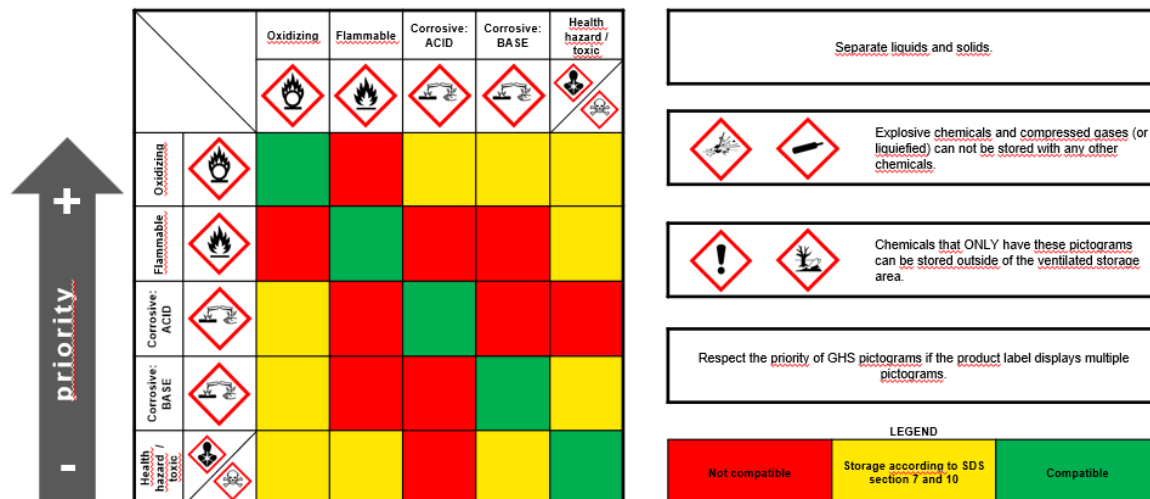 Oxidizing
Flammable
Corrosive:
ACID
Corrosive:
BASE
Health
hazard /
toxic
+
priority
-
Oxidizing
Flammable
Corrosive:
ACID
Corrosive:
BASE
Health
hazard /
toxic
Separate liquids and solids.
Explosive chemicals and compressed gases (or
liquiefied) can not be stored with any other
chemicals.
Chemicals that ONLY have these pictograms
can be stored outside of the ventilated storage
area.
Respect the priority of GHS pictograms if the product label displays multiple
pictograms.
LEGEND
Not compatible
Storage according to SDS
section 7 and 10
Compatible